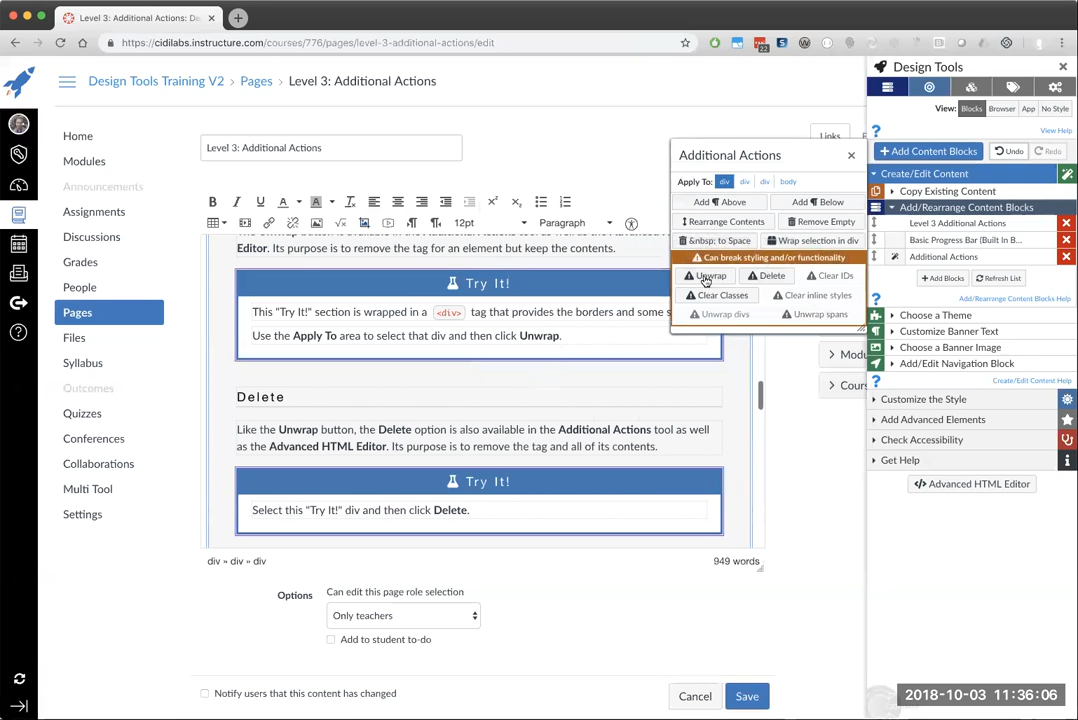 Level 3: Additional Actions: De
https://cidilabs.instructure.com/courses/776/pages/level-3-additional-actions/edit
22
Design Tools Training V2 > Pages > Level 3: Additional Actions
Home
Modules
Announcements
Assignments
Discussions
Grades
People
Pages
Files
Syllabus
Outcomes
Quizzes
Conferences
Collaborations
Multi Tool
Settings
Level 3: Additional Actions
Links
12pt
Paragraph
Editor. Its purpose is to remove the tag for an element but keep the contents.
Try It!
This "Try It!" section is wrapped in a <div> tag that provides the borders and some s
Use the Apply To area to select that div and then click Unwrap.
Delete
Like the Unwrap button, the Delete option is also available in the Additional Actions tool as well
as the Advanced HTML Editor. Its purpose is to remove the tag and all of its contents.
Try It!
Select this "Try It!" div and then click Delete.
div » div » div
949 words
Options
Can edit this page role selection
Only teachers
Add to student to-do
Notify users that this content has changed
Cancel
Save
Modu
Cours
Additional Actions
Apply To: div div div body
Add ¶ Above
Add ¶ Below
Rearrange Contents
Remove Empty
&nbsp; to Space
Wrap selection in div
Can break styling and/or functionality
Unwrap
Delete
Clear IDs
Clear Classes
Clear inline styles
Unwrap divs
Unwrap spans
Design Tools
View: Blocks Browser App No Style
View Help
Add Content Blocks
Undo
Redo
Create/Edit Content
Copy Existing Content
Add/Rearrange Content Blocks
Level 3 Additional Actions
Basic Progress Bar (Built In B...
Additional Actions
Add Blocks
Refresh List
Add/Rearrange Content Blocks Help
Choose a Theme
Customize Banner Text
Choose a Banner Image
Add/Edit Navigation Block
Create/Edit Content Help
Customize the Style
Add Advanced Elements
Check Accessibility
Get Help
</> Advanced HTML Editor
2018-10-03 11:36:06